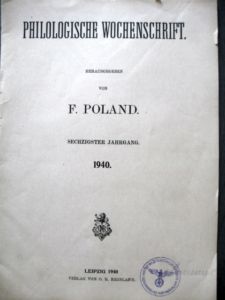 PHILOLOGISCHE WOCHENSCHRIFT.
HERAUSGEGEBEN
VON
F. POLAND.
SECHZIGSTER JAHRGANG.
1940.
LEIPZIG 1940
VERLAG VON O. R. REISLAND.